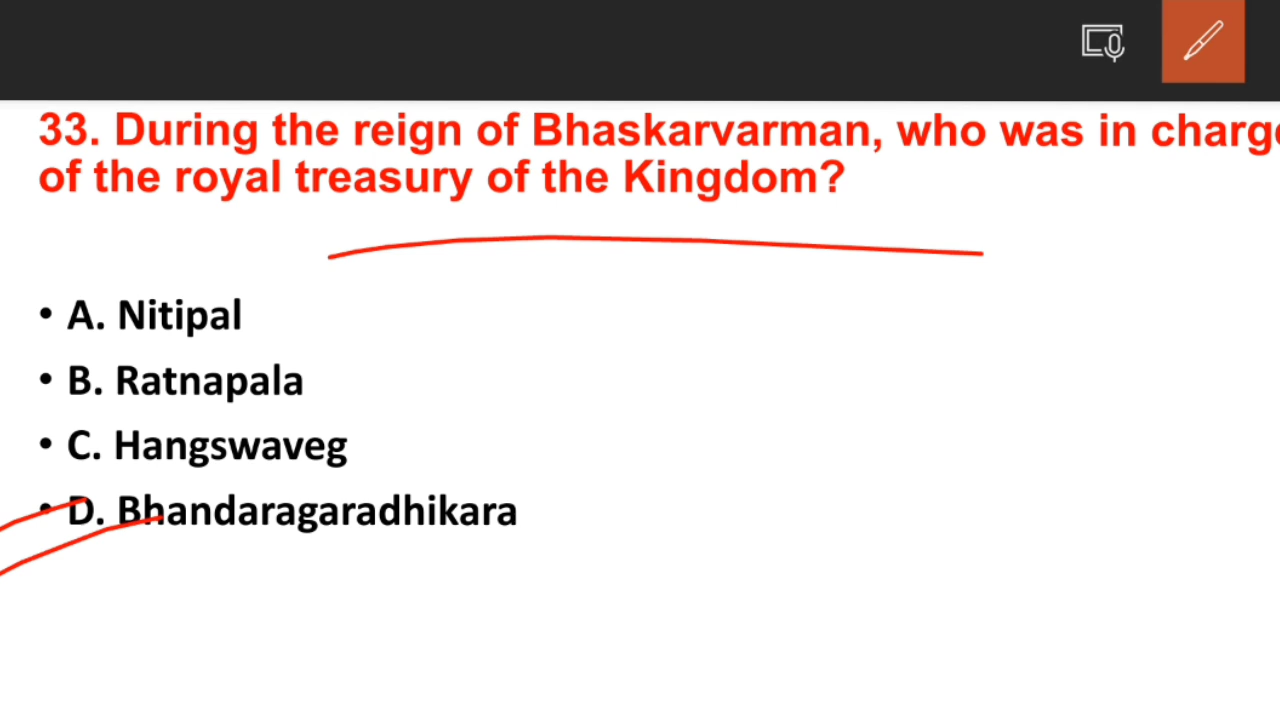 33. During the reign of Bhaskarvarman, who was in charge
of the royal treasury of the Kingdom?
• A. Nitipal
• B. Ratnapala
• C. Hangswaveg
• D. Bhandaragaradhikara